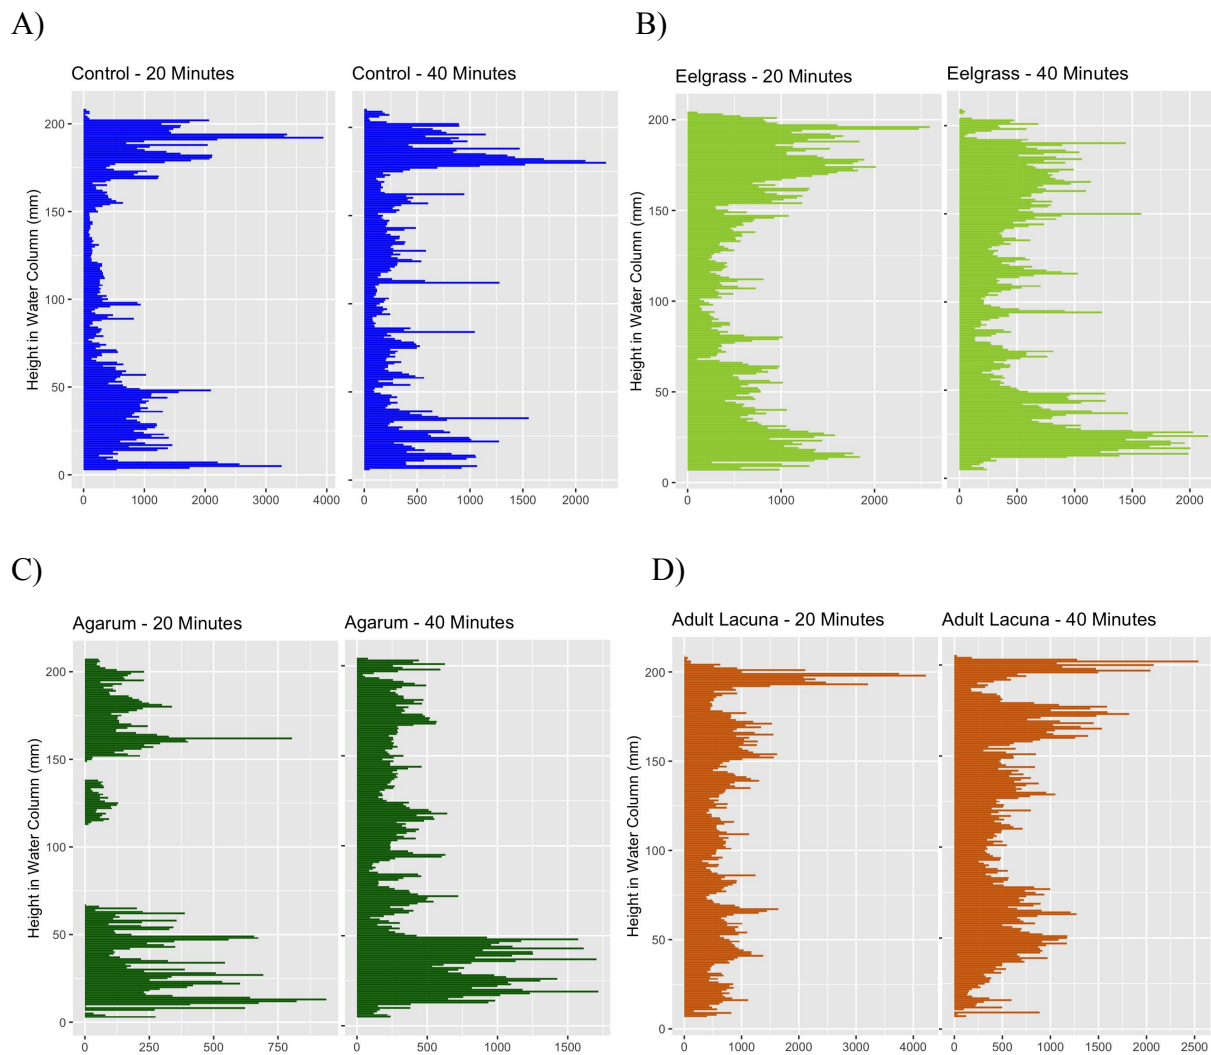 A)
B)
Control - 20 Minutes
Control - 40 Minutes
Eelgrass - 20 Minutes
Eelgrass - 40 Minutes
Height in Water Column (mm)
200
150
100
50
0
0 1000 2000 3000 4000
0 500 1000 1500 2000
Height in Water Column (mm)
200
150
100
50
0
0 1000 2000
0 500 1000 1500 2000
C)
D)
Agarum - 20 Minutes
Agarum - 40 Minutes
Adult Lacuna - 20 Minutes
Adult Lacuna - 40 Minutes
Height in Water Column (mm)
200
150
100
50
0
0 250 500 750
0 500 1000 1500
Height in Water Column (mm)
200
150
100
50
0
0 1000 2000 3000 4000
0 500 1000 1500 2000 2500